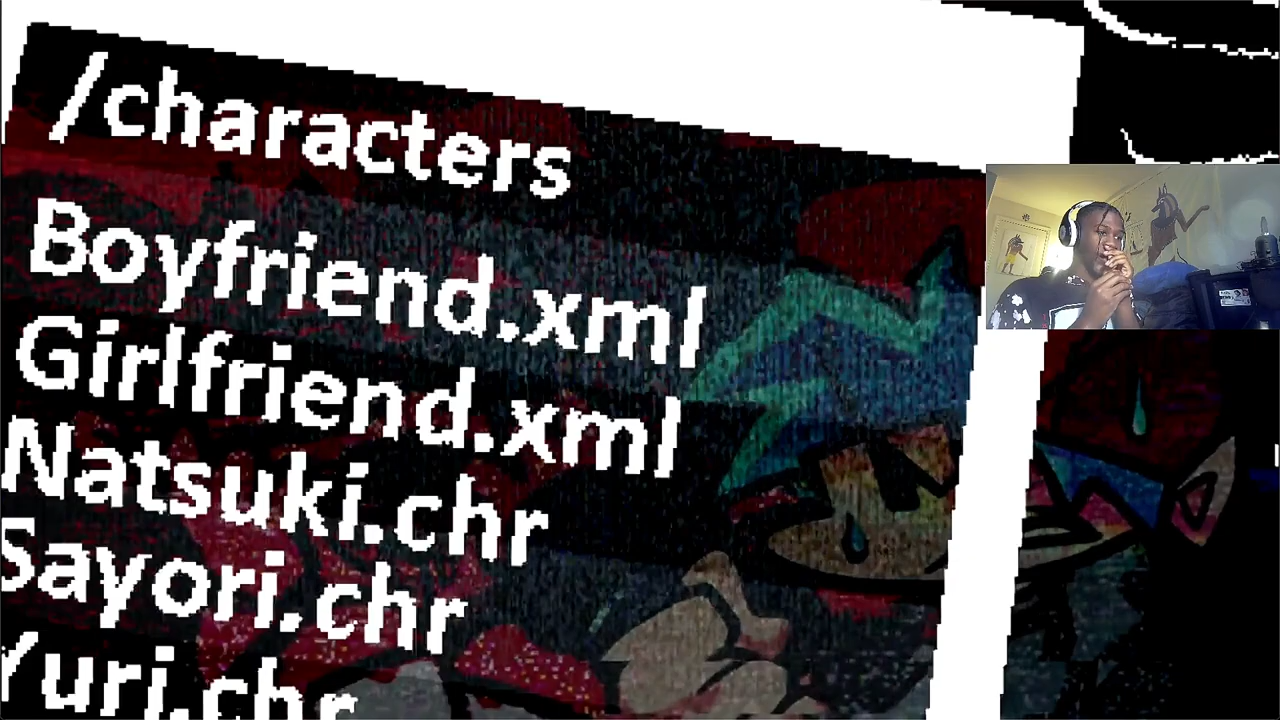 /characters
Boyfriend.xml
Girlfriend.xml
Natsuki.chr
Sayori.chr
Yuri.chr